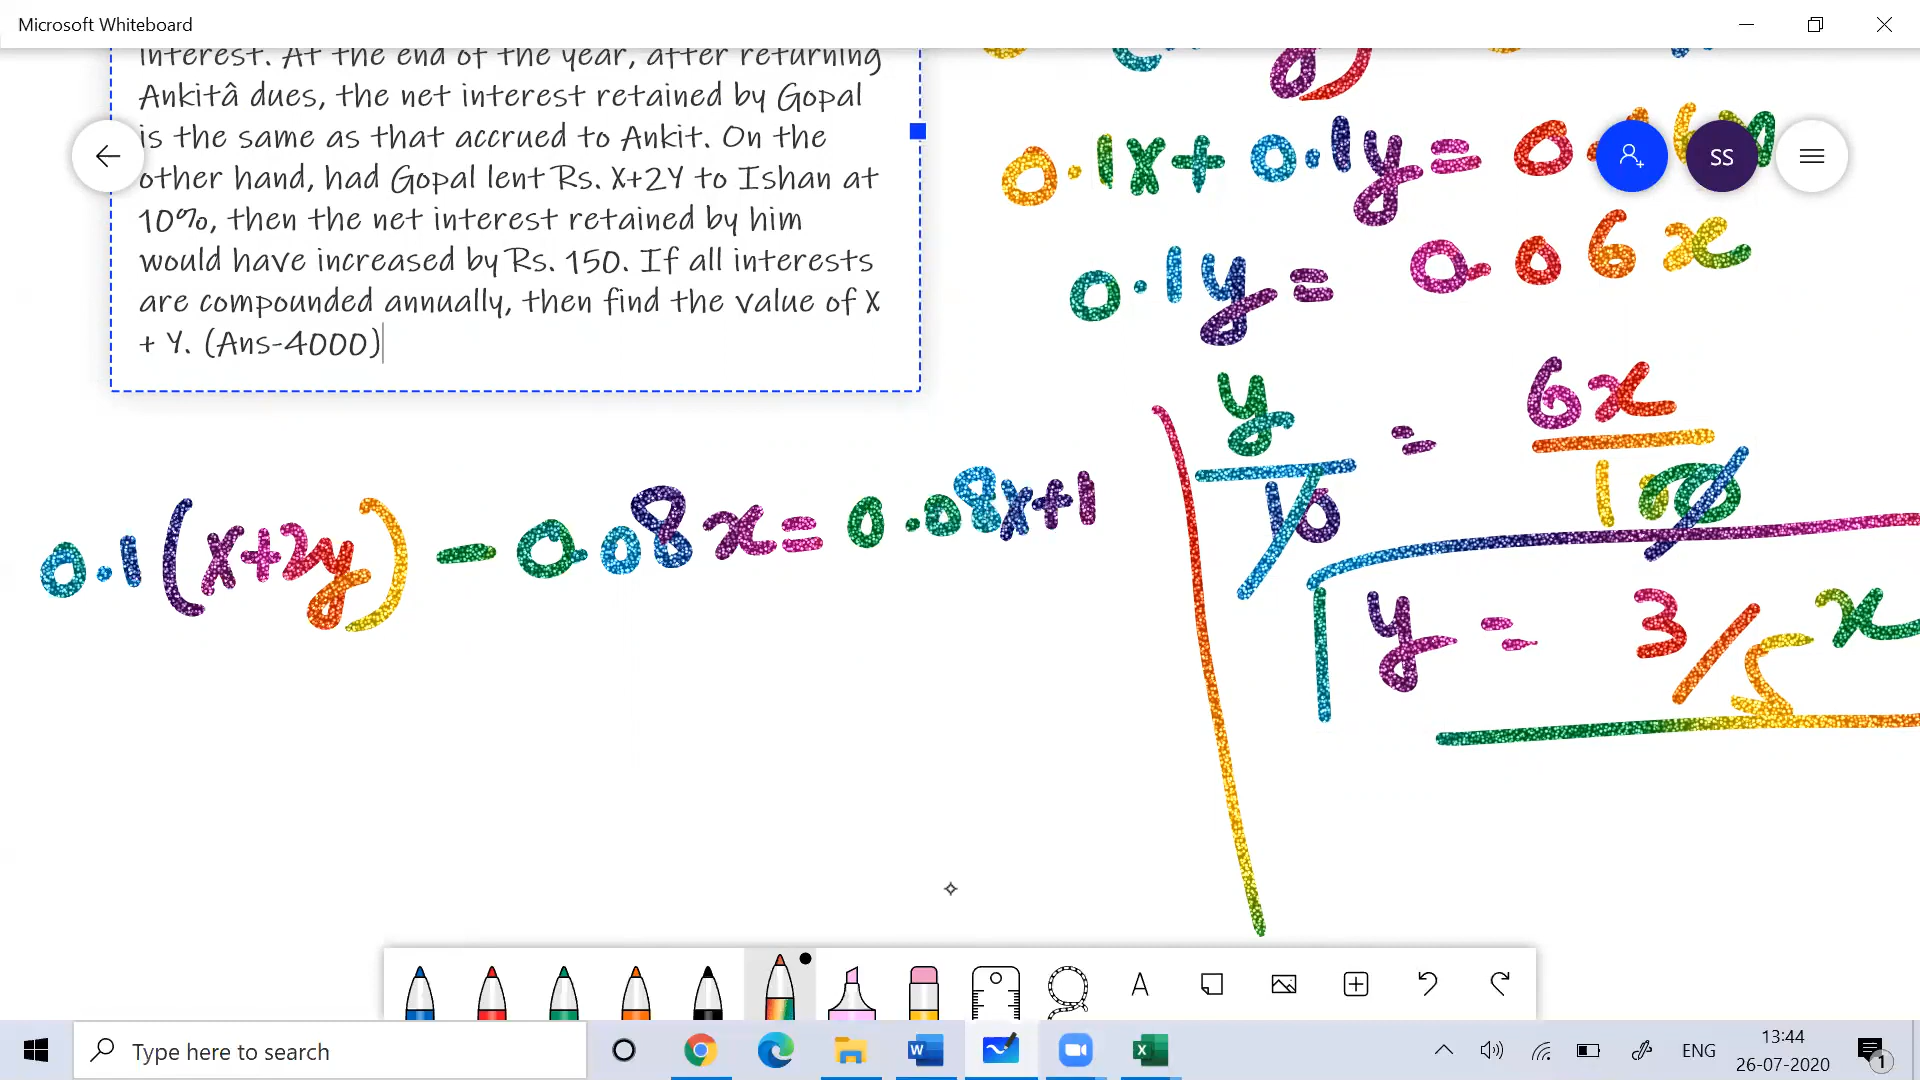 Microsoft Whiteboard
interest. At the end of the year, after returning
Ankitâ dues, the net interest retained by Gopal
is the same as that accrued to Ankit. On the
other hand, had Gopal lent Rs. X+2Y to Ishan at
10%, then the net interest retained by him
would have increased by Rs. 150. If all interests
are compounded annually, then find the value of X
+ Y. (Ans-4000)
0.1x+ 0.1y=
SS
0.1y= 0.06x
y/10 = 6x/100
0.1(x+2y) - 0.08x = 0.08x+1
y = 3/5 x
A
Type here to search
ENG
13:44
26-07-2020
1